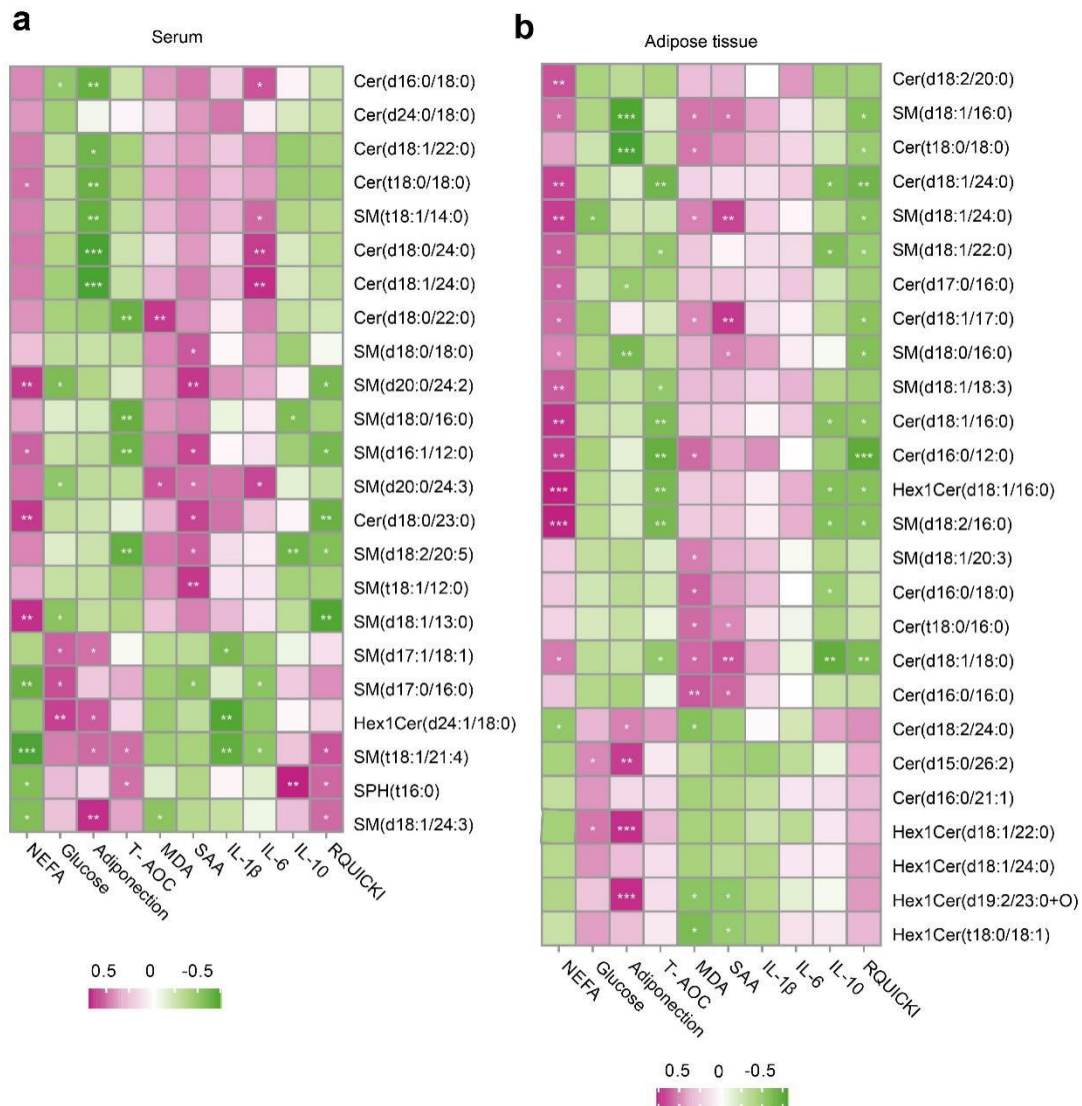 a
Serum
* ** *
Cer(d16:0/18:0)
Cer(d24:0/18:0)
* Cer(d18:1/22:0)
* ** Cer(t18:0/18:0)
** * SM(t18:1/14:0)
*** ** Cer(d18:0/24:0)
*** ** Cer(d18:1/24:0)
** ** Cer(d18:0/22:0)
* SM(d18:0/18:0)
** * ** * SM(d20:0/24:2)
** * SM(d18:0/16:0)
* ** * * SM(d16:1/12:0)
* * * * SM(d20:0/24:3)
** * ** Cer(d18:0/23:0)
** * ** * SM(d18:2/20:5)
** SM(t18:1/12:0)
** * ** SM(d18:1/13:0)
* * * SM(d17:1/18:1)
** * * * SM(d17:0/16:0)
** * ** Hex1Cer(d24:1/18:0)
*** * * ** * * SM(t18:1/21:4)
* * ** * SPH(t16:0)
* ** * * SM(d18:1/24:3)
NEFA Glucose Adiponection T- AOC MDA SAA IL-1β IL-6 IL-10 RQUICKI
0.5 0 -0.5
b
Adipose tissue
** Cer(d18:2/20:0)
* *** * * * SM(d18:1/16:0)
*** * * Cer(t18:0/18:0)
** ** * ** Cer(d18:1/24:0)
** * * ** * SM(d18:1/24:0)
* * * * SM(d18:1/22:0)
* * Cer(d17:0/16:0)
* * ** * Cer(d18:1/17:0)
* ** * * SM(d18:0/16:0)
** * SM(d18:1/18:3)
** ** * * Cer(d18:1/16:0)
** ** * *** Cer(d16:0/12:0)
*** ** * * Hex1Cer(d18:1/16:0)
*** ** * * SM(d18:2/16:0)
* SM(d18:1/20:3)
* * Cer(d16:0/18:0)
* * Cer(t18:0/16:0)
* * * ** ** ** Cer(d18:1/18:0)
** * Cer(d16:0/16:0)
* * * Cer(d18:2/24:0)
* ** Cer(d15:0/26:2)
Cer(d16:0/21:1)
* *** Hex1Cer(d18:1/22:0)
Hex1Cer(d18:1/24:0)
*** * * Hex1Cer(d19:2/23:0+O)
* * Hex1Cer(t18:0/18:1)
NEFA Glucose Adiponection T- AOC MDA SAA IL-1β IL-6 IL-10 RQUICKI
0.5 0 -0.5